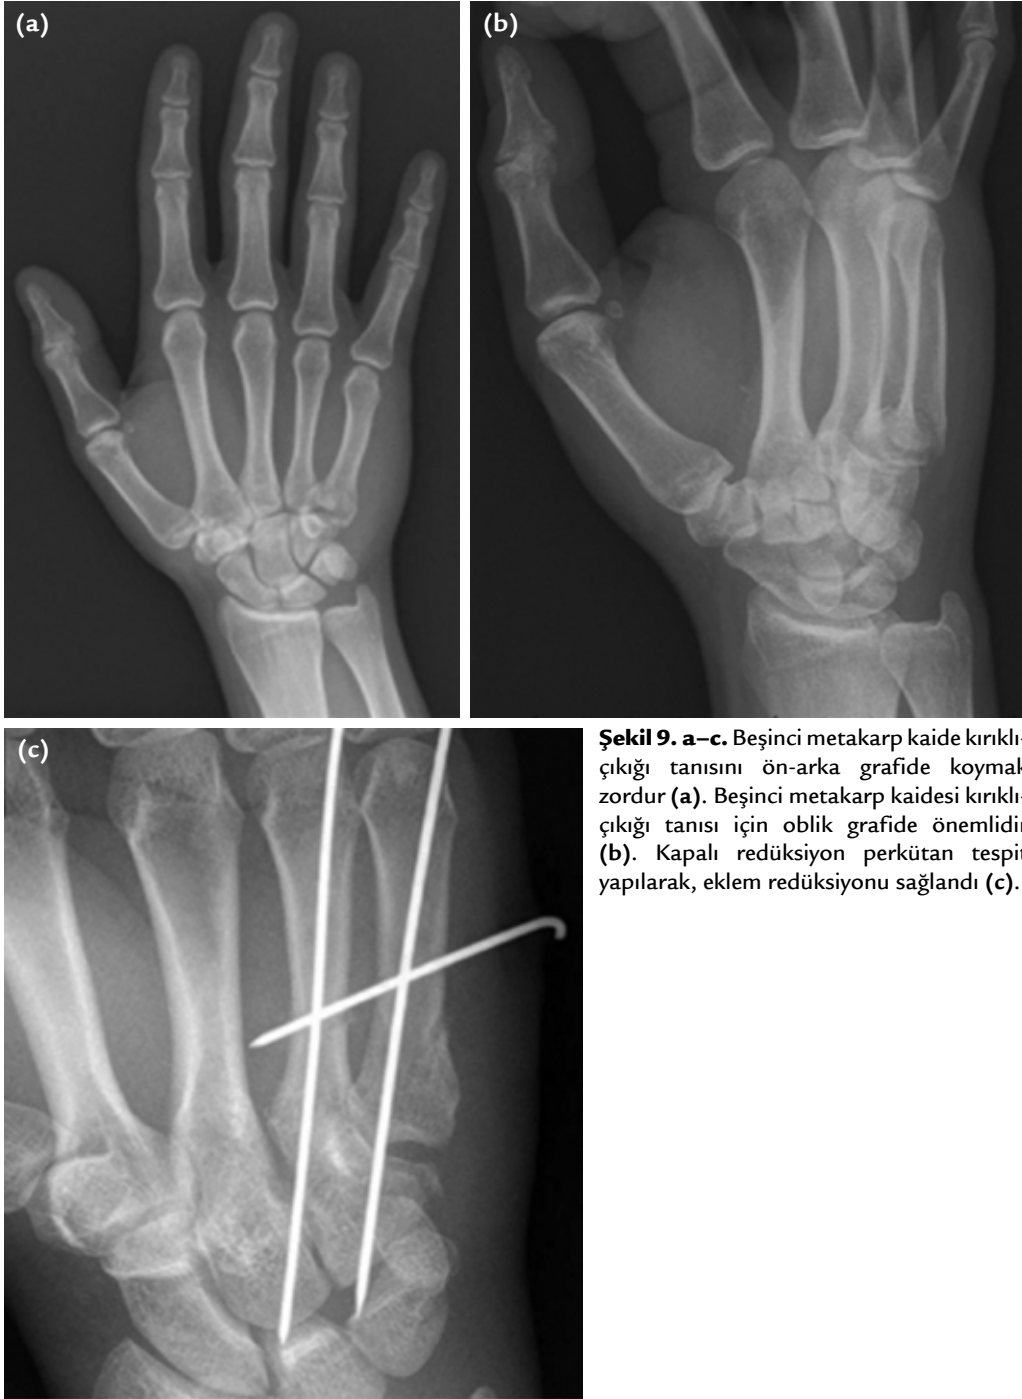 (a)
(b)
(c)
Şekil 9. a–c. Beşinci metakarp kaide kırıklı-
çıkığı tanısını ön-arka grafide koymak
zordur (a). Beşinci metakarp kaidesi kırıklı-
çıkığı tanısı için oblik grafide önemlidir
(b). Kapalı redüksiyon perkütan tespit
yapılarak, eklem redüksiyonu sağlandı (c).